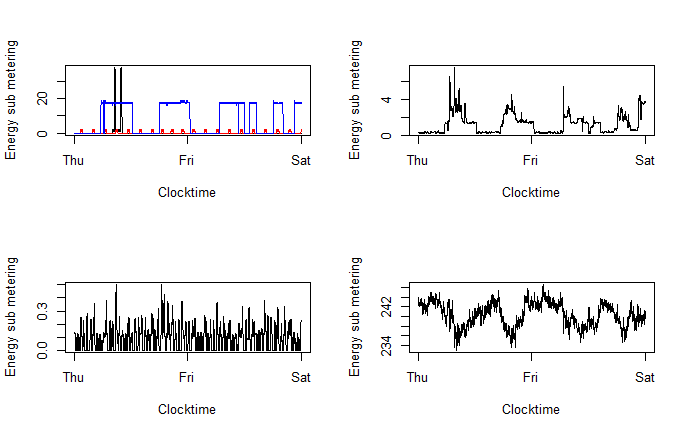 Energy sub metering
20
0
Thu Fri Sat
Clocktime
Energy sub metering
4
0
Thu Fri Sat
Clocktime
Energy sub metering
0.3
0.0
Thu Fri Sat
Clocktime
Energy sub metering
242
234
Thu Fri Sat
Clocktime